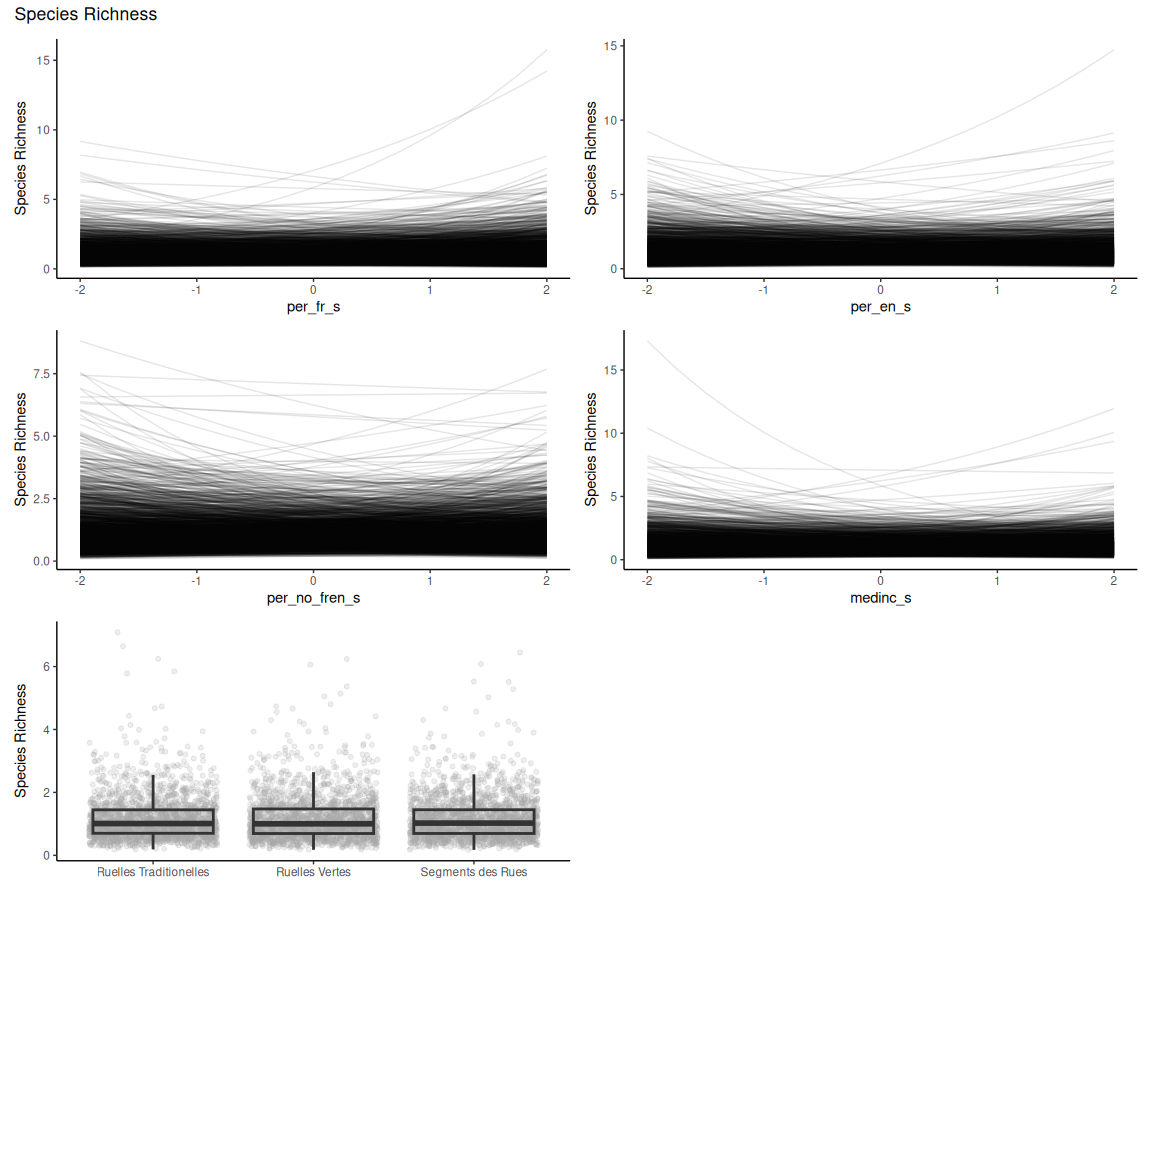 Species Richness
Species Richness
15
10
5
0
-2 -1 0 1 2
per_fr_s
Species Richness
15
10
5
0
-2 -1 0 1 2
per_en_s
Species Richness
7.5
5.0
2.5
0.0
-2 -1 0 1 2
per_no_fren_s
Species Richness
15
10
5
0
-2 -1 0 1 2
medinc_s
Species Richness
6
4
2
0
Ruelles Traditionelles Ruelles Vertes Segments des Rues